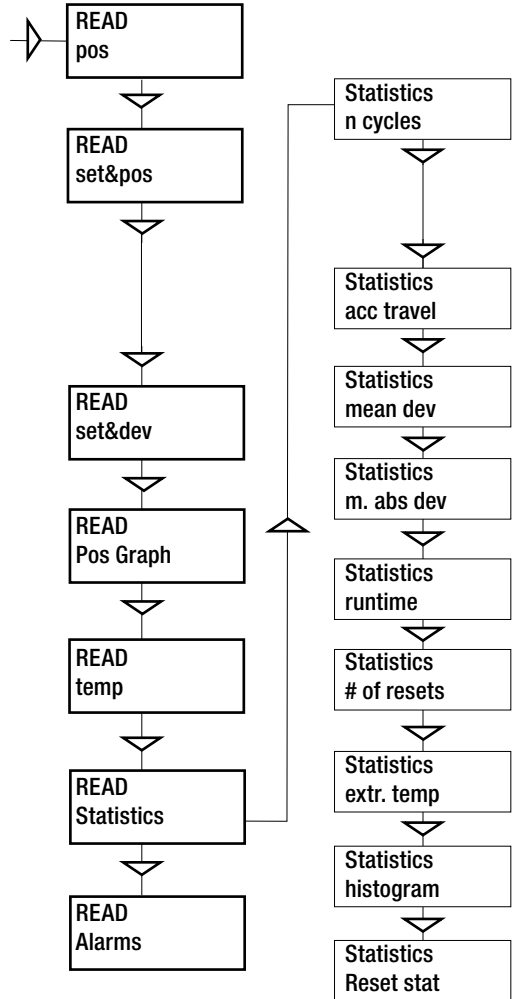 READ
pos
READ
set&pos
READ
set&dev
READ
Pos Graph
READ
temp
READ
Statistics
READ
Alarms
Statistics
n cycles
Statistics
acc travel
Statistics
mean dev
Statistics
m. abs dev
Statistics
runtime
Statistics
# of resets
Statistics
extr. temp
Statistics
histogram
Statistics
Reset stat